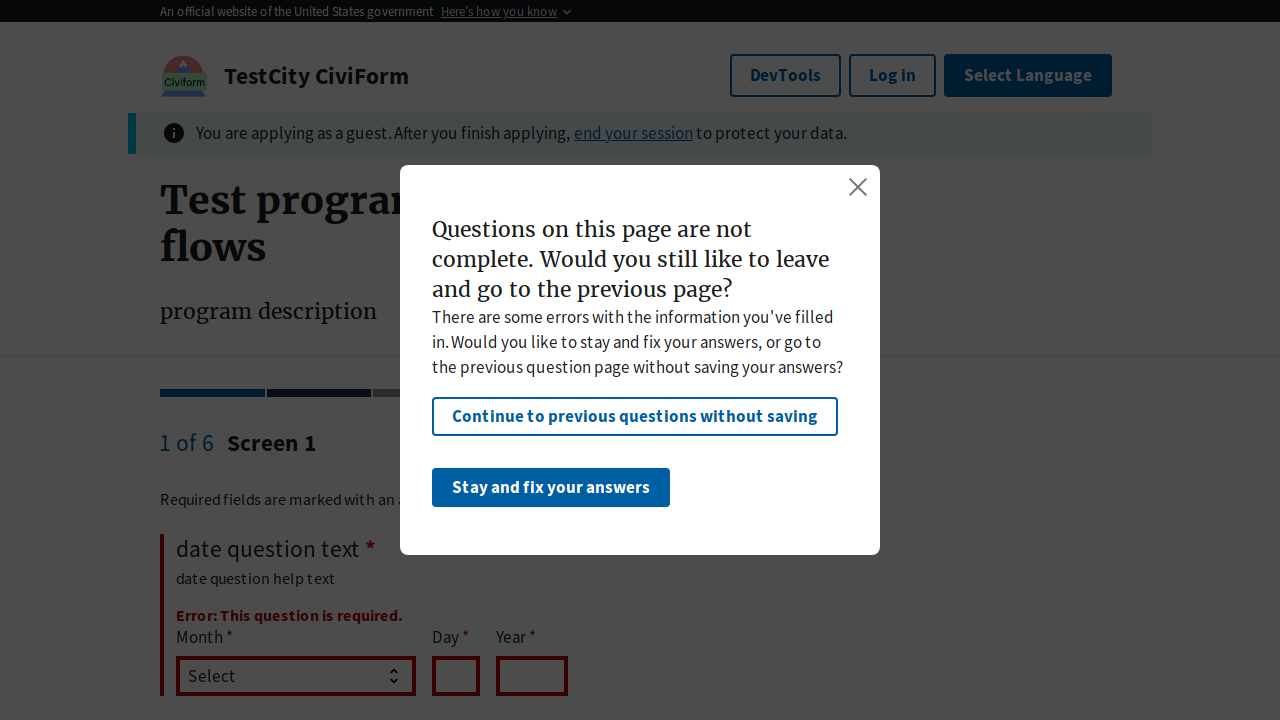 An official website of the United States government Here's how you know
Civiform
TestCity CiviForm
DevTools
Log in
Select Language
You are applying as a guest. After you finish applying, end your session to protect your data.
Test program
flows
program description
Questions on this page are not
complete. Would you still like to leave
and go to the previous page?
There are some errors with the information you've filled
in. Would you like to stay and fix your answers, or go to
the previous question page without saving your answers?
Continue to previous questions without saving
Stay and fix your answers
1 of 6 Screen 1
Required fields are marked with an
date question text *
date question help text
Error: This question is required.
Month * Day * Year *
Select